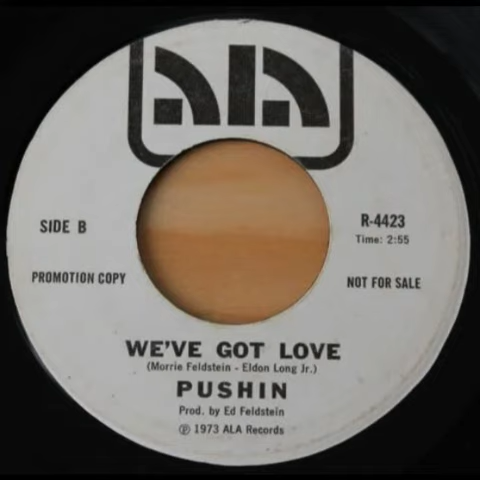 ALA
SIDE B
R-4423
Time: 2:55
PROMOTION COPY
NOT FOR SALE
WE'VE GOT LOVE
(Morrie Feldstein - Eldon Long Jr.)
PUSHIN
Prod. by Ed Feldstein
℗ 1973 ALA Records